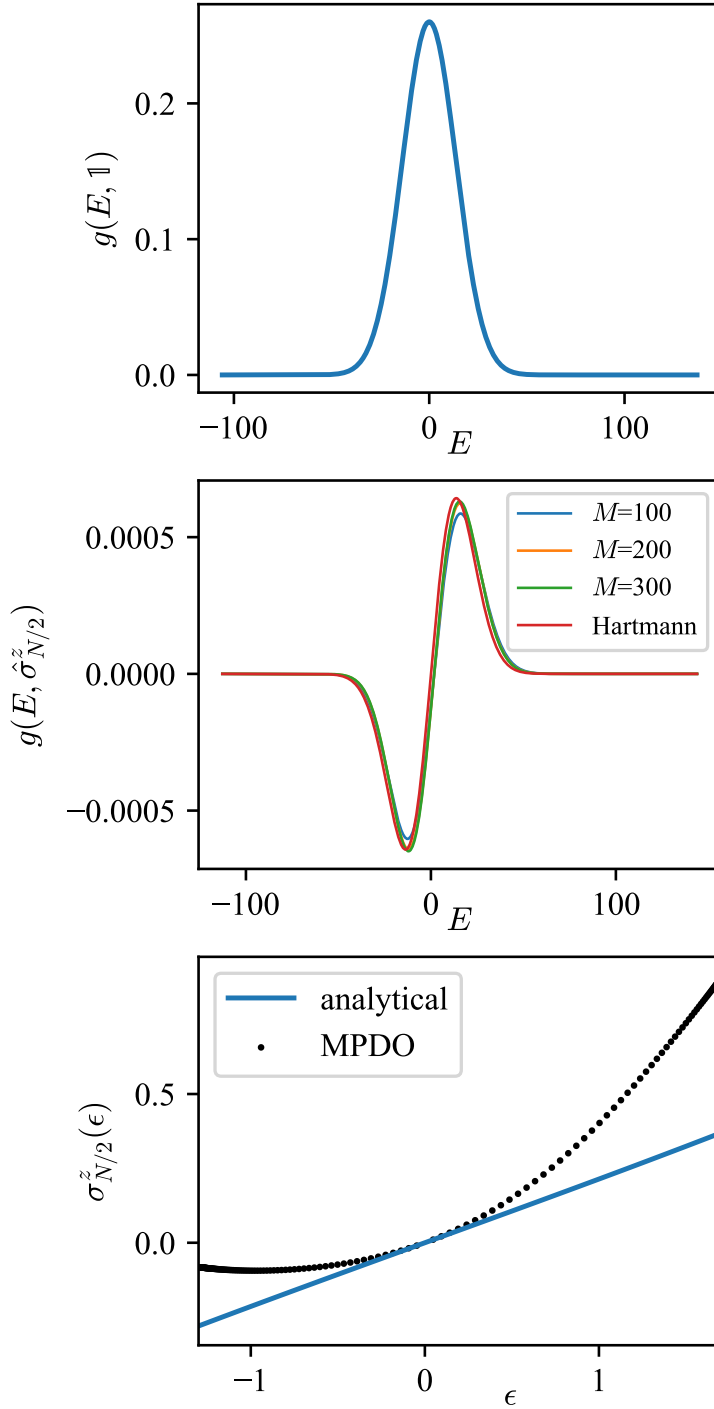 0.2
0.1
0.0
g(E, 𝟙)
−100 0 100
E
0.0005
0.0000
−0.0005
g(E, σ̂^z_{N/2})
M=100
M=200
M=300
Hartmann
−100 0 100
E
analytical
MPDO
0.5
0.0
σ^z_{N/2}(ϵ)
−1 0 1
ϵ